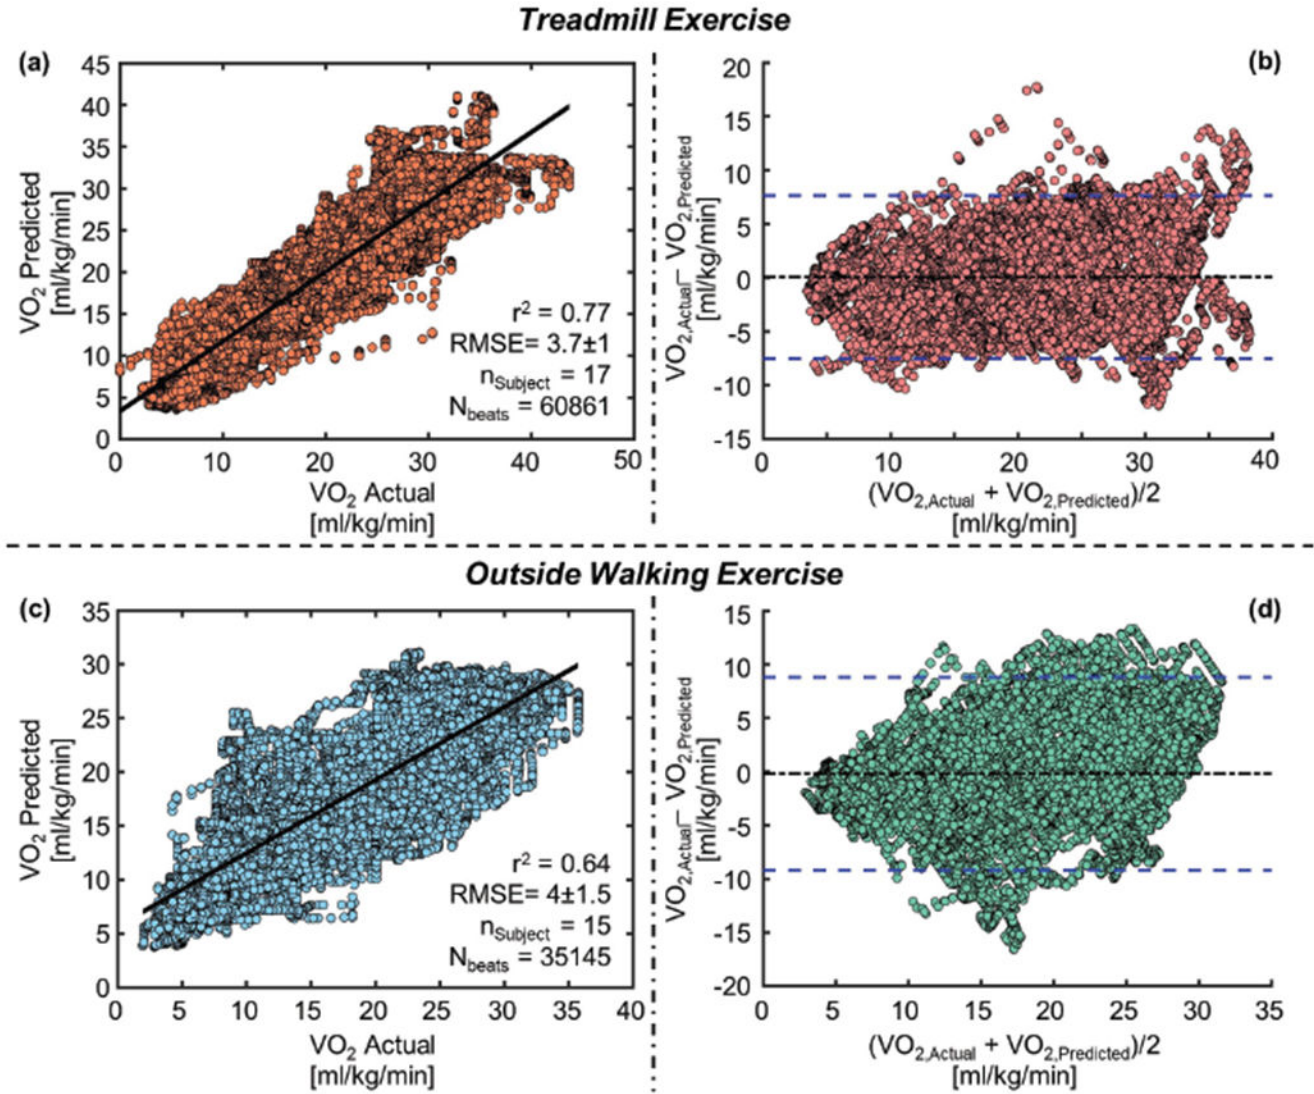 Treadmill Exercise
(a)
45
40
35
30
25
20
15
10
5
0
VO2 Predicted
[ml/kg/min]
r² = 0.77
RMSE= 3.7±1
nSubject = 17
Nbeats = 60861
0 10 20 30 40 50
VO2 Actual
[ml/kg/min]
(b)
20
15
10
5
0
-5
-10
-15
VO2,Actual– VO2,Predicted
[ml/kg/min]
0 10 20 30 40
(VO2,Actual + VO2,Predicted)/2
[ml/kg/min]
Outside Walking Exercise
(c)
35
30
25
20
15
10
5
0
VO2 Predicted
[ml/kg/min]
r² = 0.64
RMSE= 4±1.5
nSubject = 15
Nbeats = 35145
0 5 10 15 20 25 30 35 40
VO2 Actual
[ml/kg/min]
(d)
15
10
5
0
-5
-10
-15
-20
VO2,Actual– VO2,Predicted
[ml/kg/min]
0 5 10 15 20 25 30 35
(VO2,Actual + VO2,Predicted)/2
[ml/kg/min]